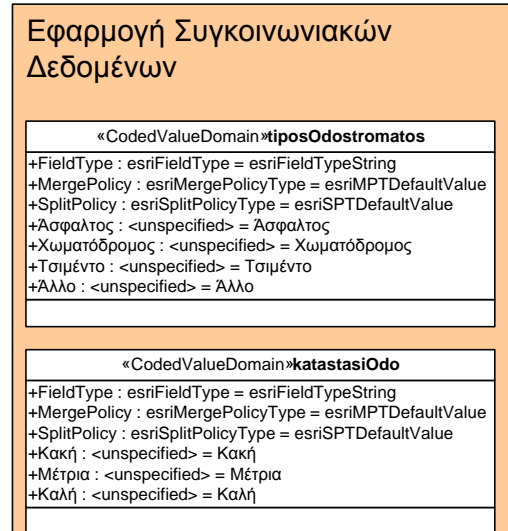 Εφαρμογή Συγκοινωνιακών
Δεδομένων
«CodedValueDomain»tiposOdostromatos
+FieldType : esriFieldType = esriFieldTypeString
+MergePolicy : esriMergePolicyType = esriMPTDefaultValue
+SplitPolicy : esriSplitPolicyType = esriSPTDefaultValue
+Άσφαλτος : <unspecified> = Άσφαλτος
+Χωματόδρομος : <unspecified> = Χωματόδρομος
+Τσιμέντο : <unspecified> = Τσιμέντο
+Άλλο : <unspecified> = Άλλο
«CodedValueDomain»katastasiOdo
+FieldType : esriFieldType = esriFieldTypeString
+MergePolicy : esriMergePolicyType = esriMPTDefaultValue
+SplitPolicy : esriSplitPolicyType = esriSPTDefaultValue
+Κακή : <unspecified> = Κακή
+Μέτρια : <unspecified> = Μέτρια
+Καλή : <unspecified> = Καλή